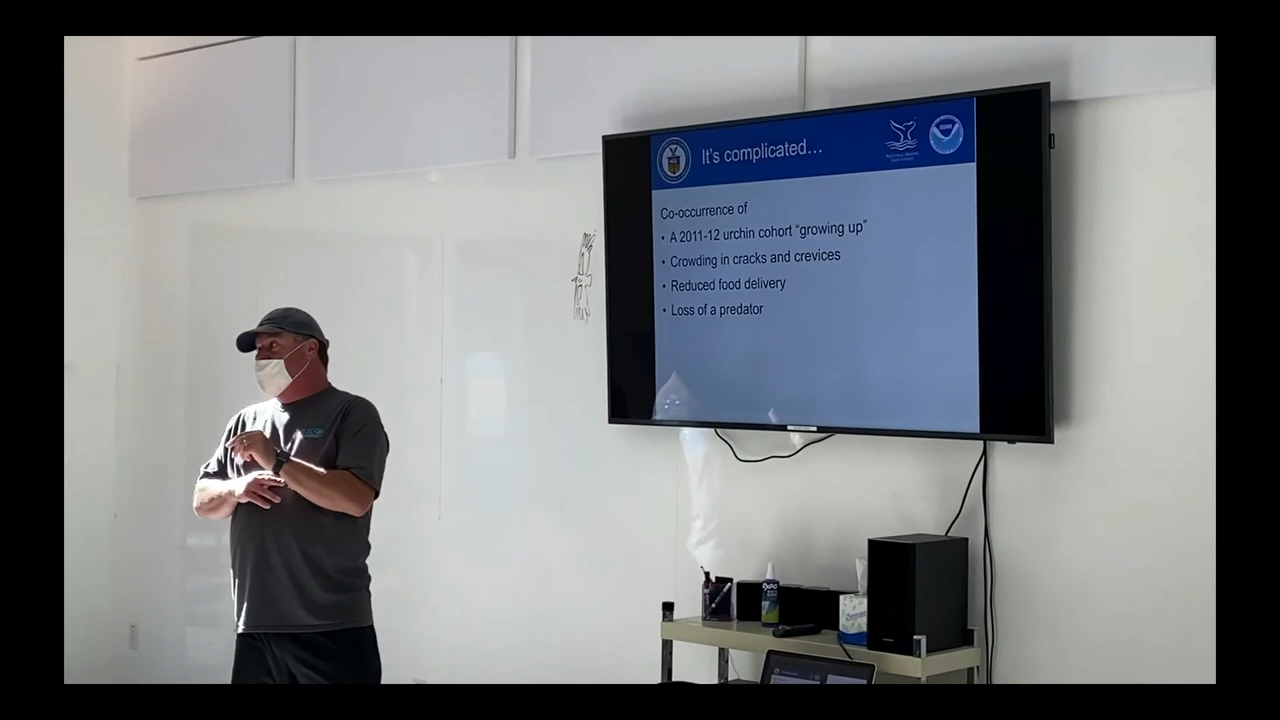 It's complicated...
Co-occurrence of
• A 2011-12 urchin cohort “growing up”
• Crowding in cracks and crevices
• Reduced food delivery
• Loss of a predator
EXPO